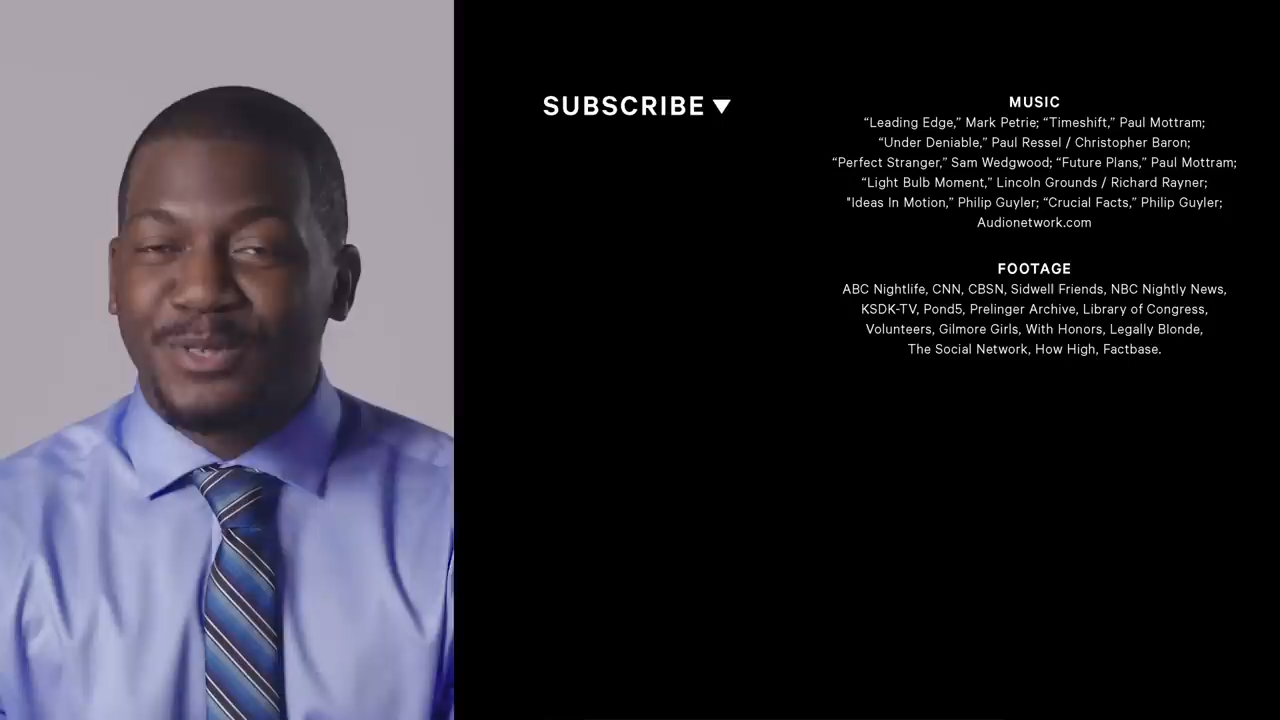 SUBSCRIBE ▼
MUSIC
“Leading Edge,” Mark Petrie; “Timeshift,” Paul Mottram;
“Under Deniable,” Paul Ressel / Christopher Baron;
“Perfect Stranger,” Sam Wedgwood; “Future Plans,” Paul Mottram;
“Light Bulb Moment,” Lincoln Grounds / Richard Rayner;
"Ideas In Motion,” Philip Guyler; “Crucial Facts,” Philip Guyler;
Audionetwork.com
FOOTAGE
ABC Nightlife, CNN, CBSN, Sidwell Friends, NBC Nightly News,
KSDK-TV, Pond5, Prelinger Archive, Library of Congress,
Volunteers, Gilmore Girls, With Honors, Legally Blonde,
The Social Network, How High, Factbase.